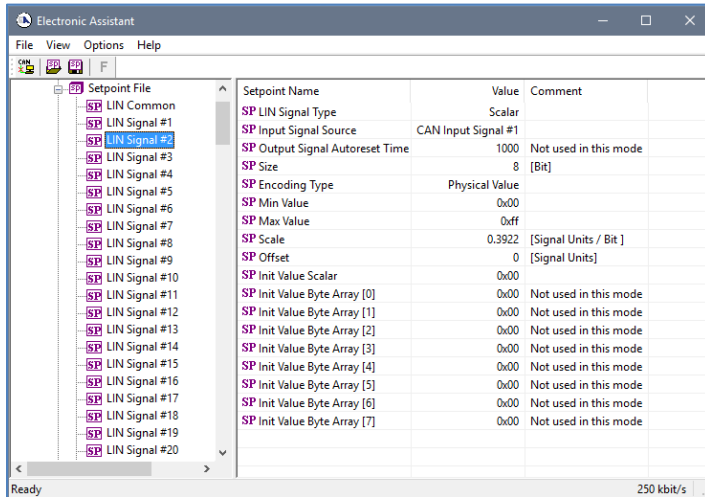 Electronic Assistant
File View Options Help
CAN SP SP F
Setpoint File
SP LIN Common
SP LIN Signal #1
SP LIN Signal #2
SP LIN Signal #3
SP LIN Signal #4
SP LIN Signal #5
SP LIN Signal #6
SP LIN Signal #7
SP LIN Signal #8
SP LIN Signal #9
SP LIN Signal #10
SP LIN Signal #11
SP LIN Signal #12
SP LIN Signal #13
SP LIN Signal #14
SP LIN Signal #15
SP LIN Signal #16
SP LIN Signal #17
SP LIN Signal #18
SP LIN Signal #19
SP LIN Signal #20
Setpoint Name Value Comment
SP LIN Signal Type Scalar
SP Input Signal Source CAN Input Signal #1
SP Output Signal Autoreset Time 1000 Not used in this mode
SP Size 8 [Bit]
SP Encoding Type Physical Value
SP Min Value 0x00
SP Max Value 0xff
SP Scale 0.3922 [Signal Units / Bit ]
SP Offset 0 [Signal Units]
SP Init Value Scalar 0x00
SP Init Value Byte Array [0] 0x00 Not used in this mode
SP Init Value Byte Array [1] 0x00 Not used in this mode
SP Init Value Byte Array [2] 0x00 Not used in this mode
SP Init Value Byte Array [3] 0x00 Not used in this mode
SP Init Value Byte Array [4] 0x00 Not used in this mode
SP Init Value Byte Array [5] 0x00 Not used in this mode
SP Init Value Byte Array [6] 0x00 Not used in this mode
SP Init Value Byte Array [7] 0x00 Not used in this mode
Ready 250 kbit/s